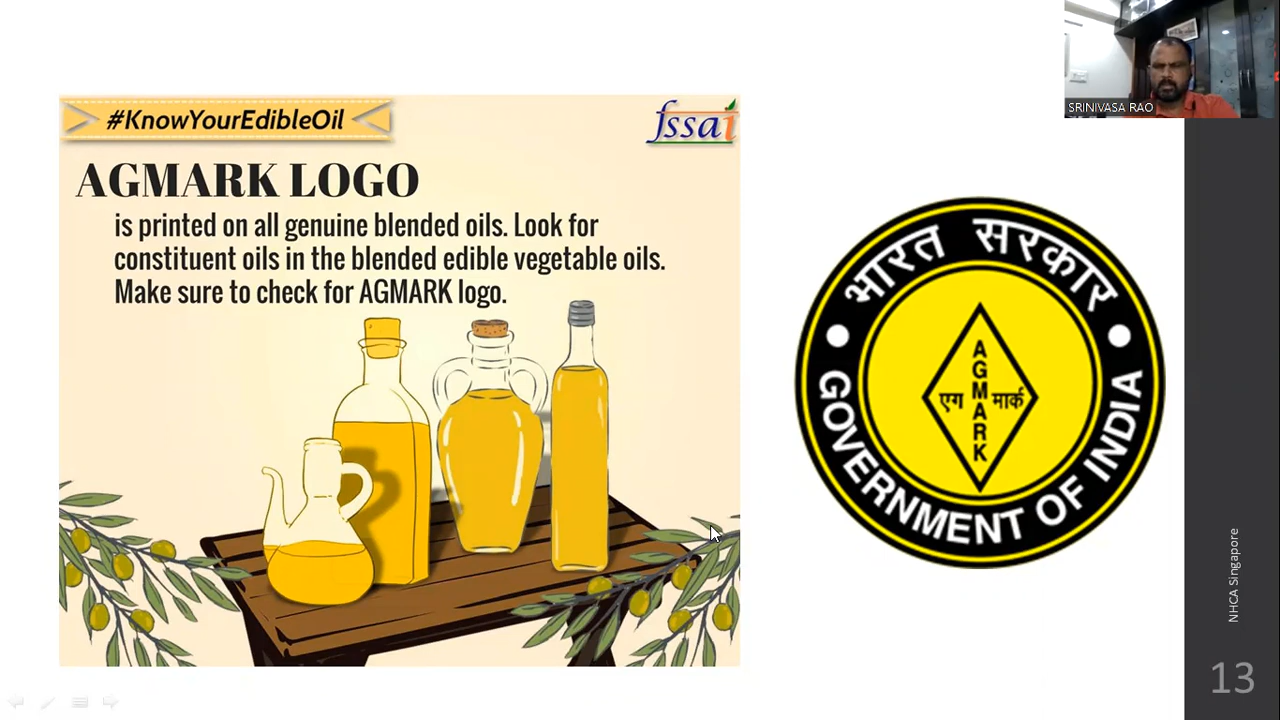 #KnowYourEdibleOil
fssai
AGMARK LOGO
is printed on all genuine blended oils. Look for
constituent oils in the blended edible vegetable oils.
Make sure to check for AGMARK logo.
भारत सरकार
AGMARK
एग मार्क
GOVERNMENT OF INDIA
SRINIVASA RAO
NHCA Singapore
13